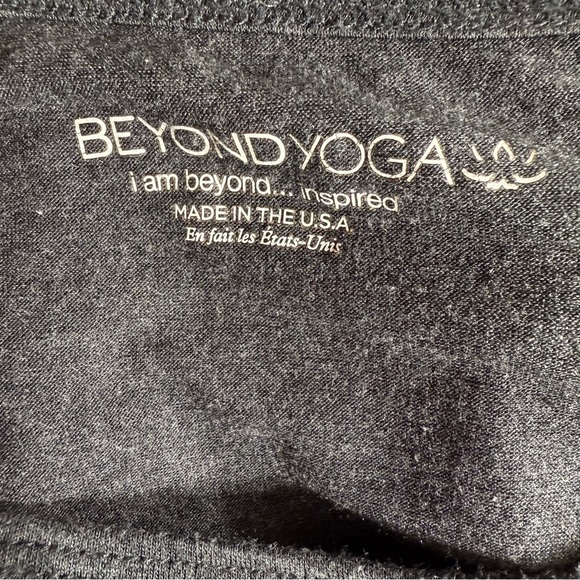 BEYOND YOGA
i am beyond... inspired
MADE IN THE U.S.A.
En fait les États-Unis